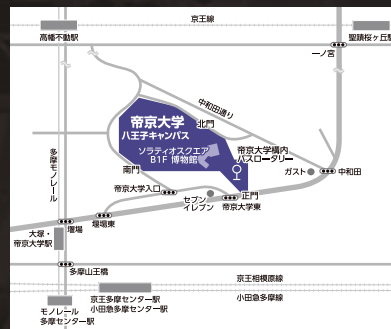 京王線
高幡不動駅
聖蹟桜ヶ丘駅
一ノ宮
中和田通り
帝京大学
八王子キャンパス
北門
ソラティオスクエア
B1F 博物館
帝京大学構内
バスロータリー
多摩モノレール
南門
ガスト
中和田
帝京大学入口
セブン
イレブン
正門
帝京大学東
堰場
堰場東
大塚・
帝京大学駅
多摩山王橋
京王相模原線
京王多摩センター駅
小田急多摩センター駅
小田急多摩線
モノレール
多摩センター駅